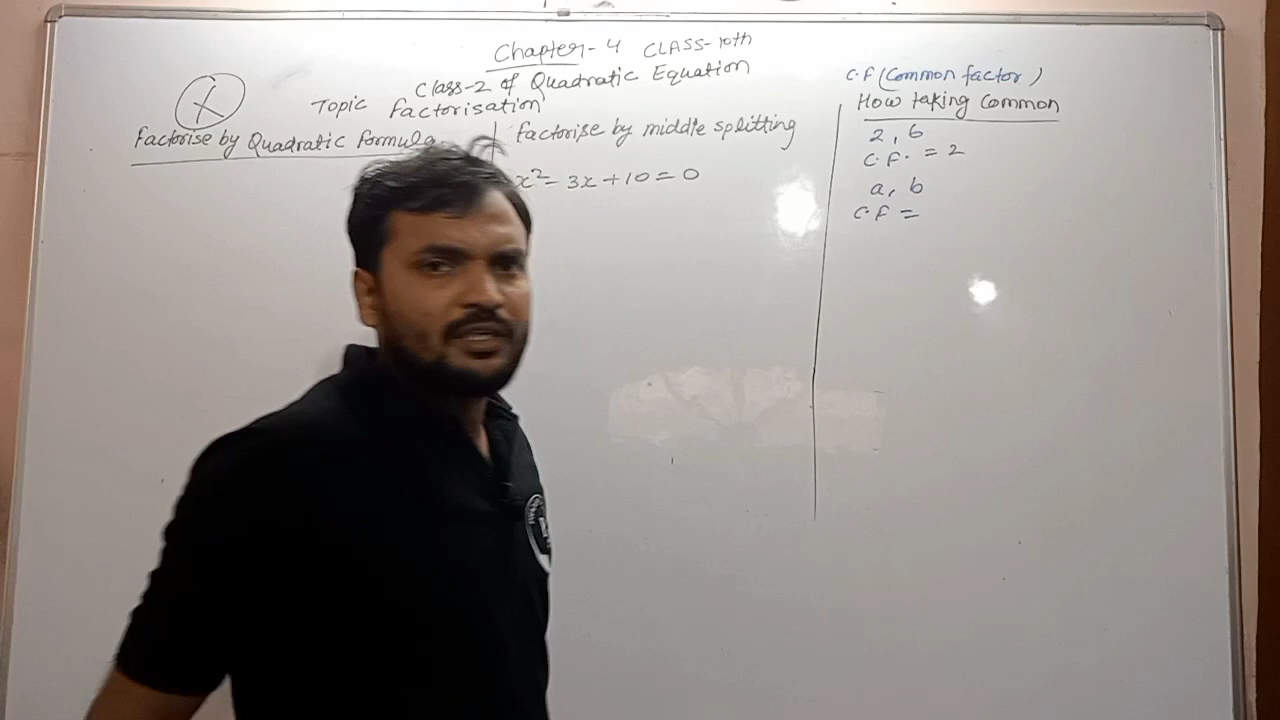 Chapter-4 CLASS-10th
Class-2 of Quadratic Equation
Topic Factorisation
X
Factorise by Quadratic Formula
Factorise by middle splitting
x²- 3x + 10 = 0
C.F (Common factor)
How taking Common
2, 6
C.F. = 2
a, b
C.F =